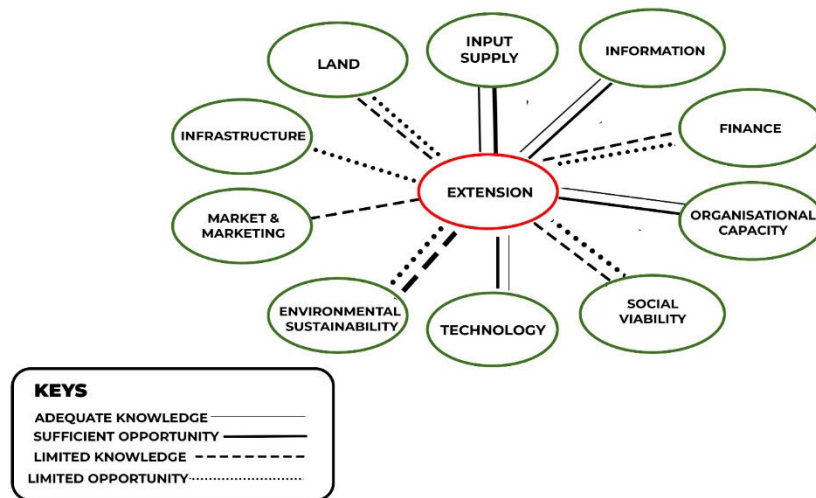 INPUT
SUPPLY
INFORMATION
LAND
INFRASTRUCTURE
FINANCE
EXTENSION
MARKET &
MARKETING
ORGANISATIONAL
CAPACITY
ENVIRONMENTAL
SUSTAINABILITY
TECHNOLOGY
SOCIAL
VIABILITY
KEYS
ADEQUATE KNOWLEDGE
SUFFICIENT OPPORTUNITY
LIMITED KNOWLEDGE
LIMITED OPPORTUNITY